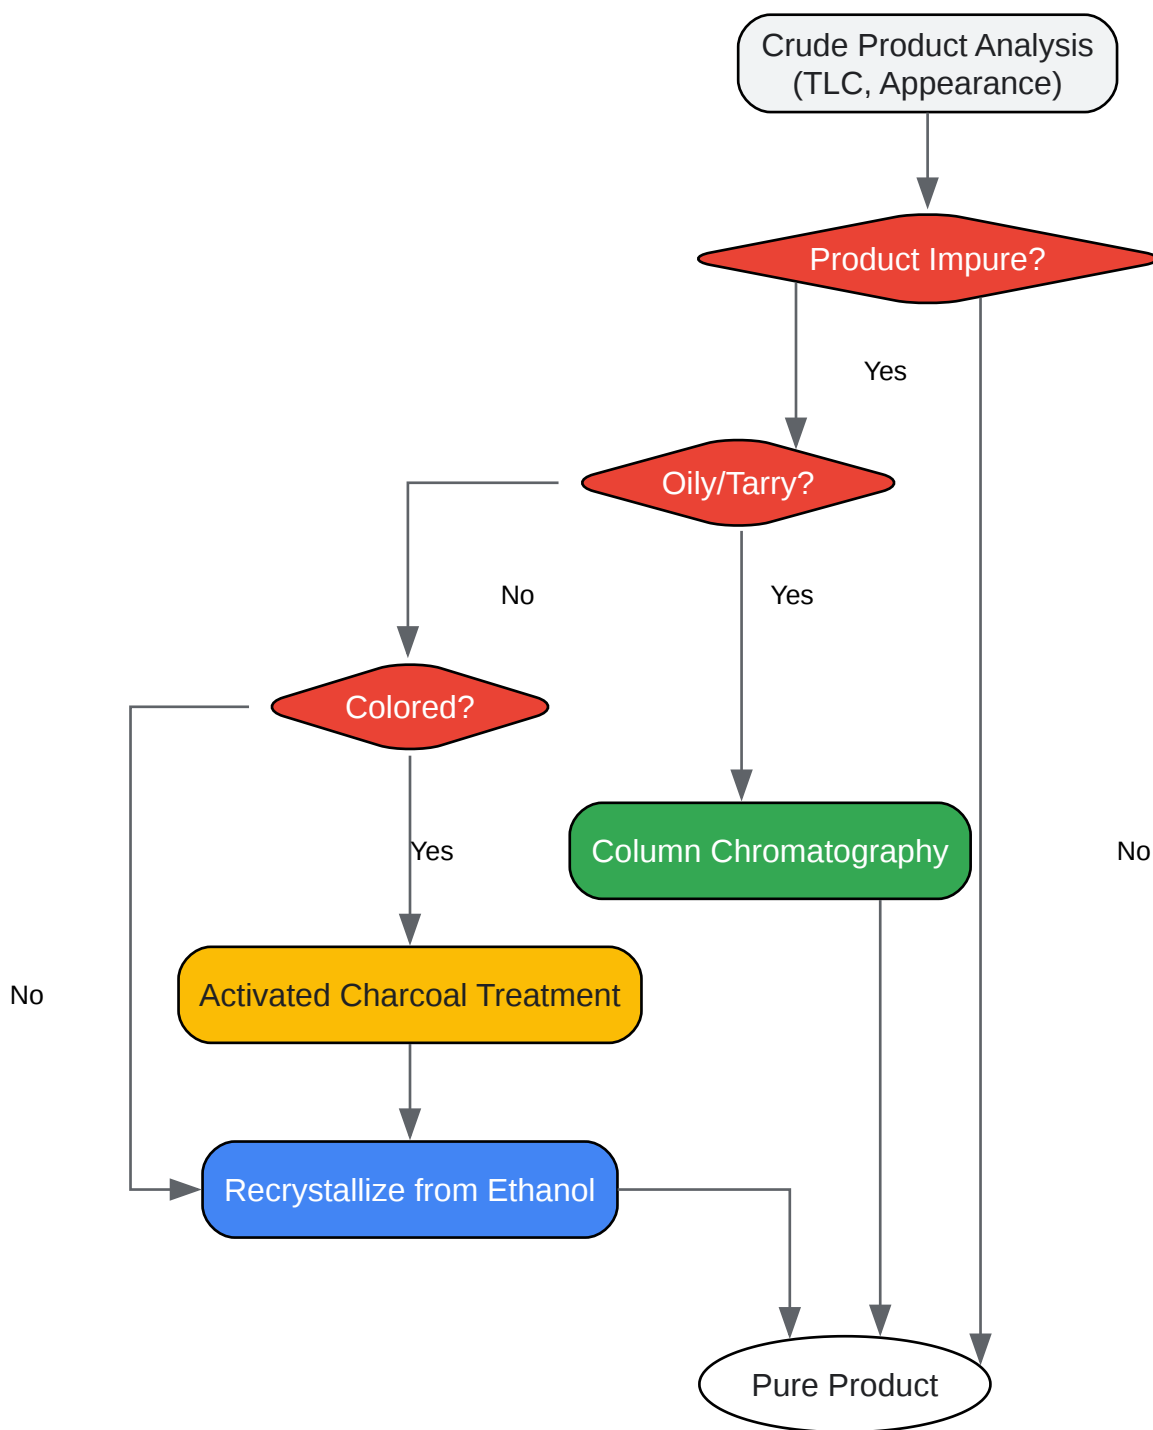 Crude Product Analysis
(TLC, Appearance)
Product Impure?
Yes
Oily/Tarry?
No
Yes
Colored?
Yes
Column Chromatography
No
No
Activated Charcoal Treatment
Recrystallize from Ethanol
Pure Product